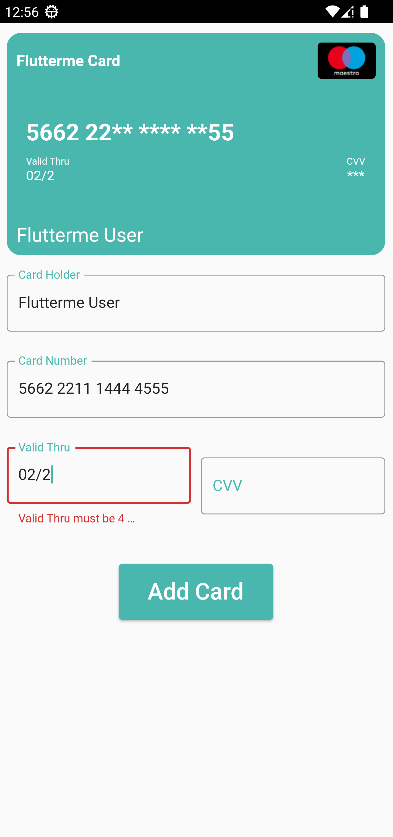 12:56
Flutterme Card
maestro
5662 22** **** **55
Valid Thru
CVV
02/2
***
Flutterme User
Card Holder
Flutterme User
Card Number
5662 2211 1444 4555
Valid Thru
02/2
CVV
Valid Thru must be 4 ...
Add Card